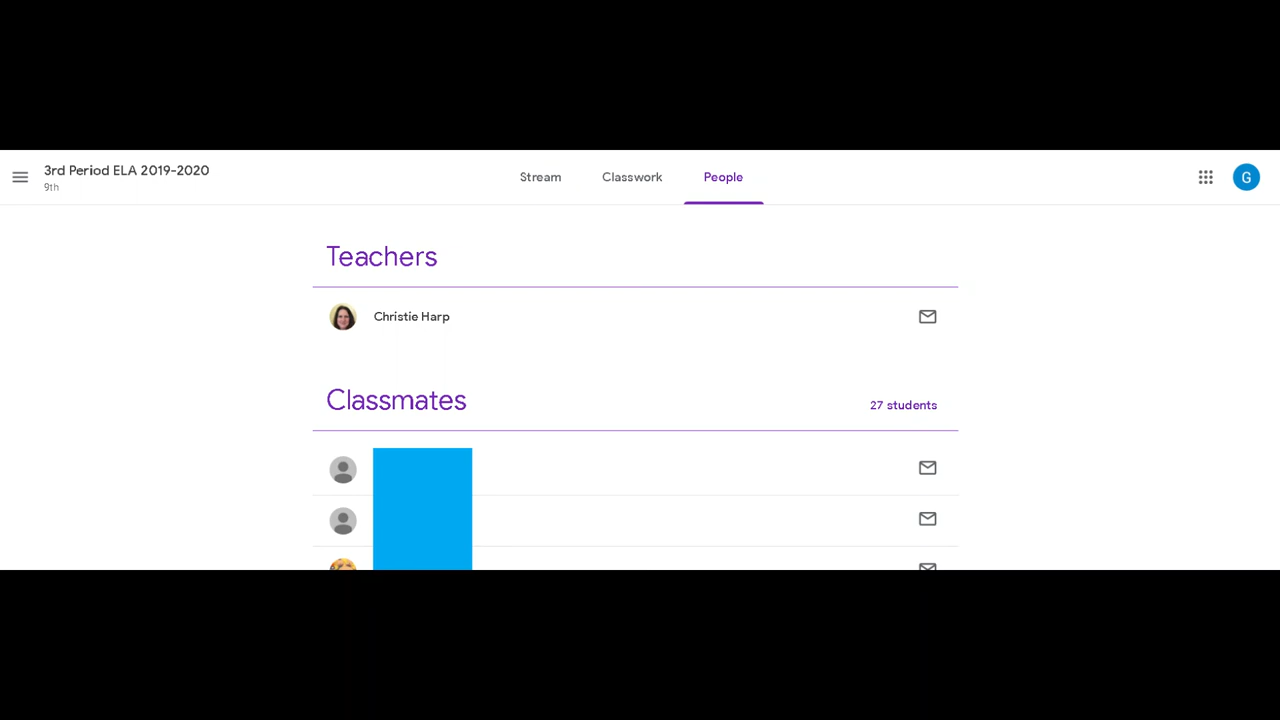 3rd Period ELA 2019-2020
9th
Stream
Classwork
People
G
Teachers
Christie Harp
Classmates
27 students